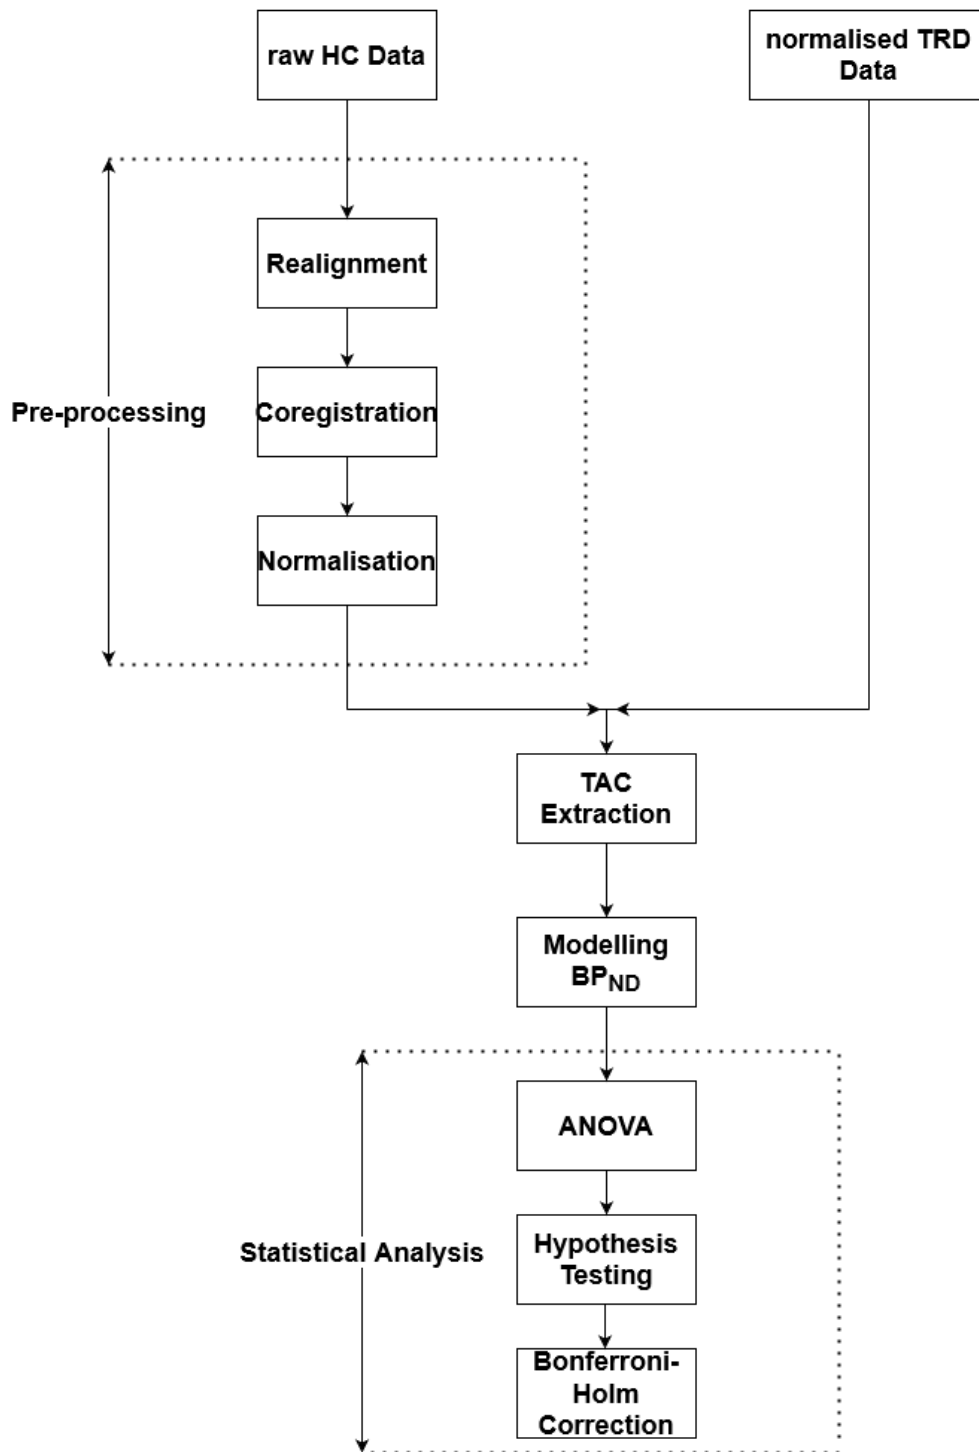 raw HC Data
normalised TRD
Data
Realignment
Pre-processing
Coregistration
Normalisation
TAC
Extraction
Modelling
BPND
ANOVA
Statistical Analysis
Hypothesis
Testing
Bonferroni-
Holm
Correction